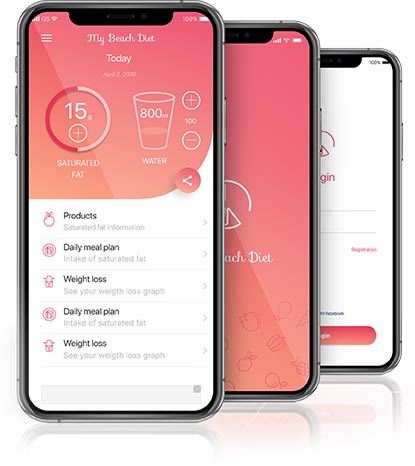 GS
100%
My Beach Diet
Today
April 2, 2019
15g
SATURATED
FAT
800ml
100
WATER
Products
Saturated fat information
Daily meal plan
Intake of saturated fat
Weight loss
See your weigth loss graph
Daily meal plan
Intake of saturated fat
Weight loss
See your weigth loss graph
Beach Diet
100%
gin
Registration
with facebook
gin